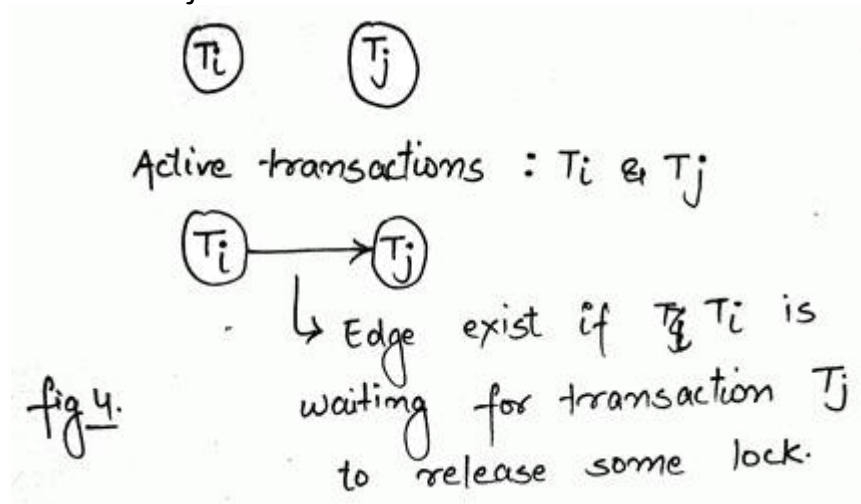 Ti Tj
Active transactions : Ti & Tj
Ti Tj
Edge exist if Ti is
fig 4.
waiting for transaction Tj
to release some lock.